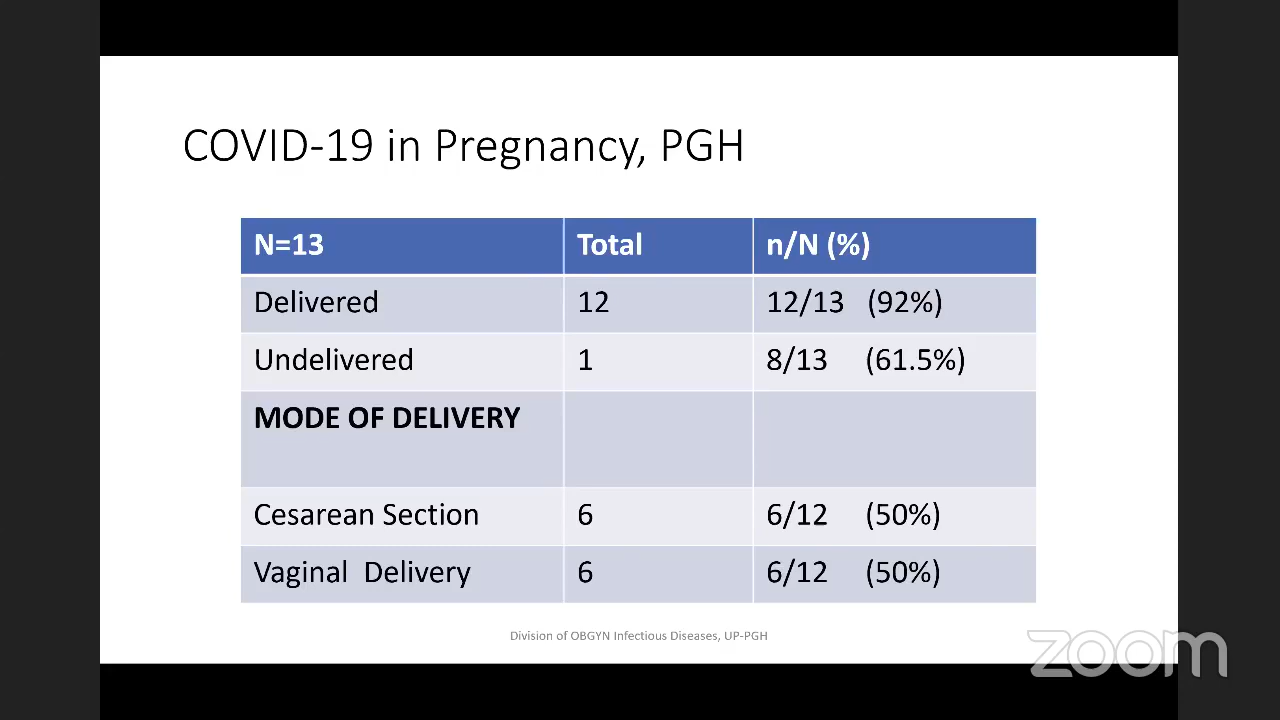 COVID-19 in Pregnancy, PGH
N=13 Total n/N (%)
Delivered 12 12/13 (92%)
Undelivered 1 8/13 (61.5%)
MODE OF DELIVERY
Cesarean Section 6 6/12 (50%)
Vaginal Delivery 6 6/12 (50%)
Division of OBGYN Infectious Diseases, UP-PGH
zoom